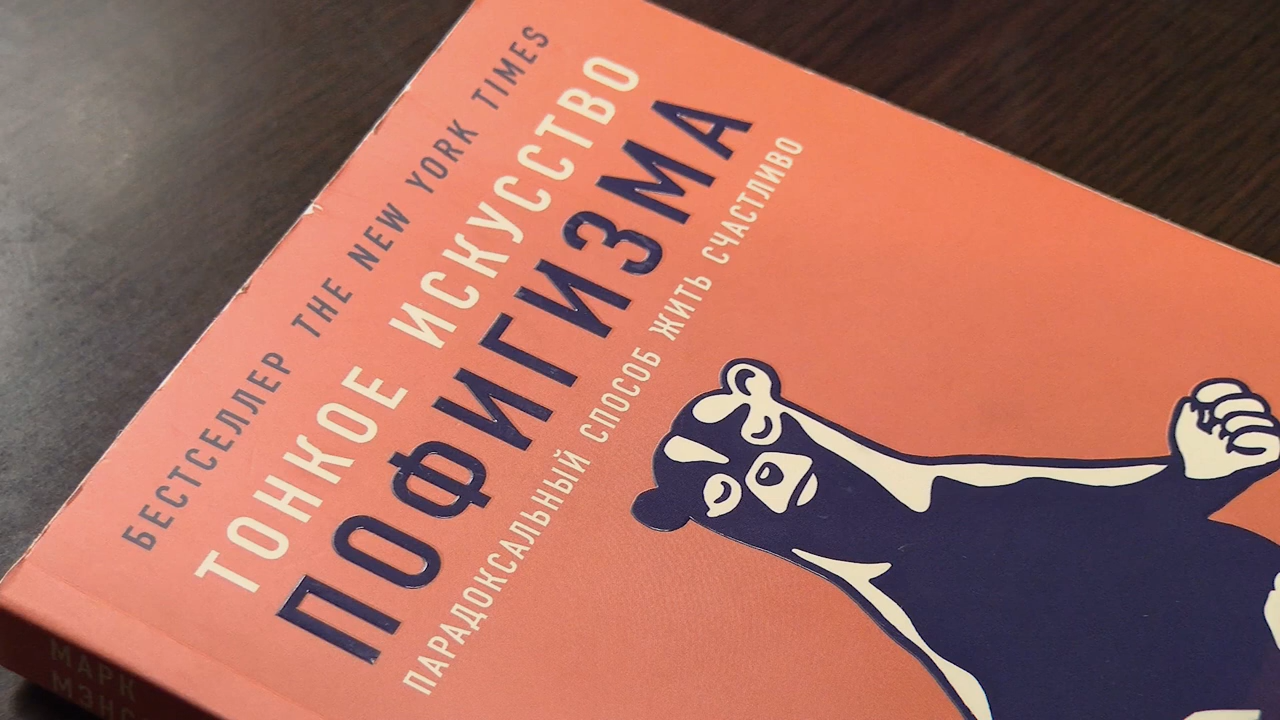 БЕСТСЕЛЛЕР THE NEW YORK TIMES
ТОНКОЕ ИСКУССТВО
ПОФИГИЗМА
ПАРАДОКСАЛЬНЫЙ СПОСОБ ЖИТЬ СЧАСТЛИВО
МАРК